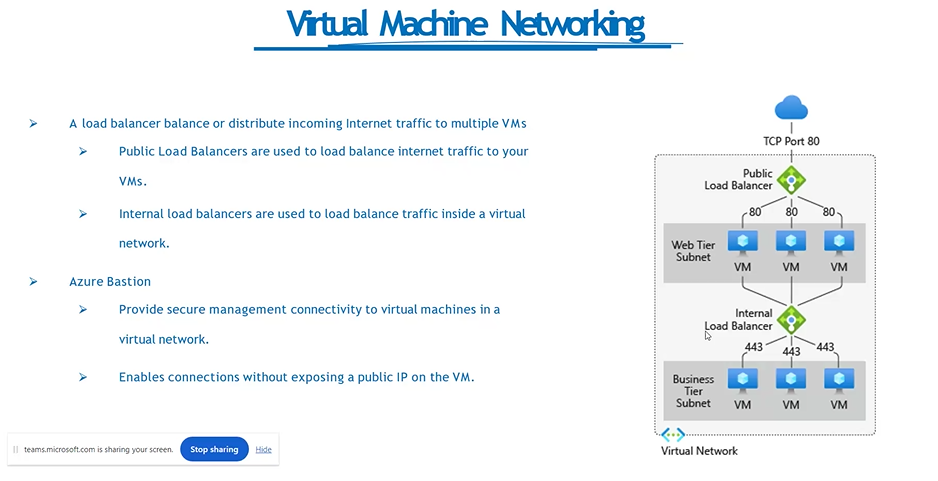 Virtual Machine Networking
A load balancer balance or distribute incoming Internet traffic to multiple VMs
Public Load Balancers are used to load balance internet traffic to your
VMs.
Internal load balancers are used to load balance traffic inside a virtual
network.
Azure Bastion
Provide secure management connectivity to virtual machines in a
virtual network.
Enables connections without exposing a public IP on the VM.
TCP Port 80
Public
Load Balancer
80 80 80
Web Tier
Subnet
VM VM VM
Internal
Load Balancer
443 443 443
Business
Tier
Subnet
VM VM VM
Virtual Network
teams.microsoft.com is sharing your screen. Stop sharing Hide